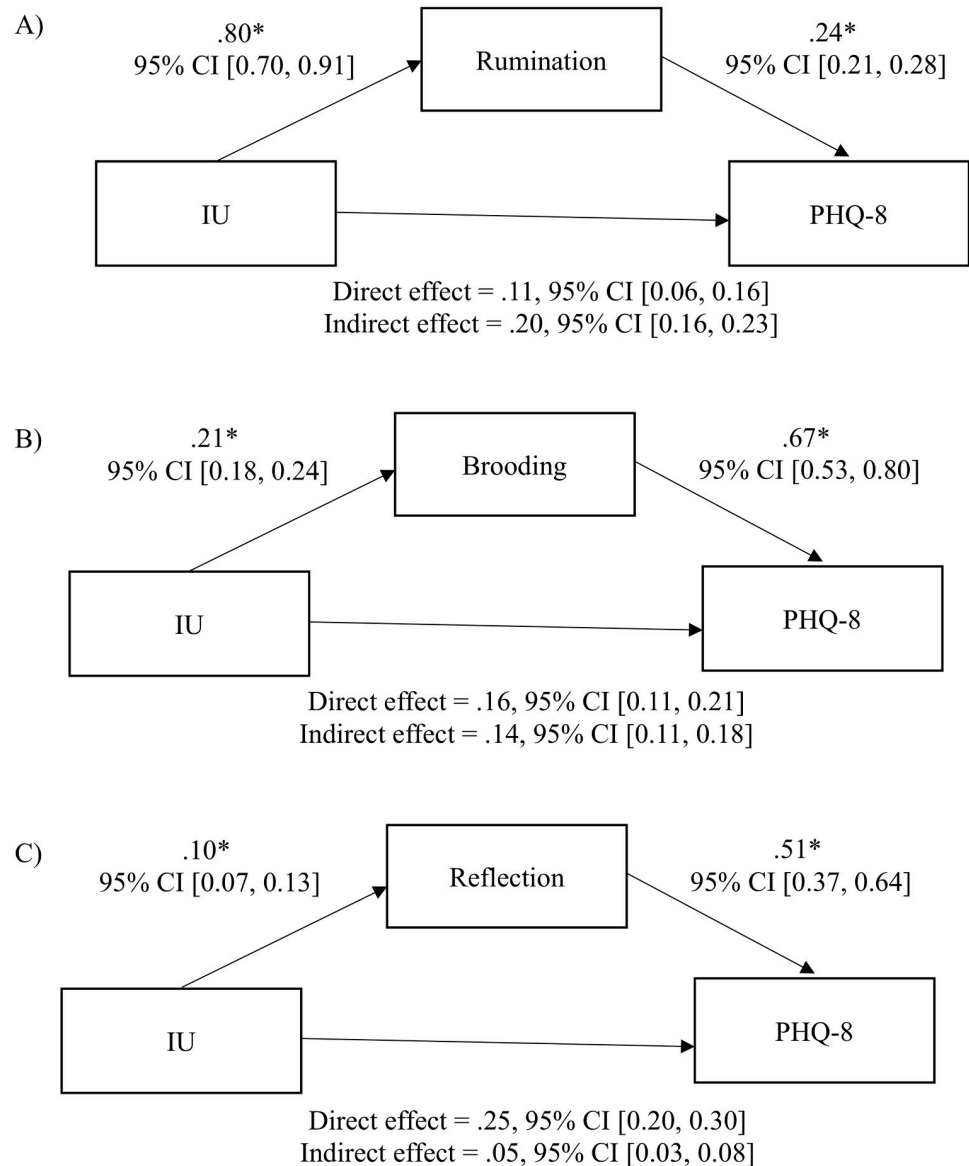 A)
.80*
95% CI [0.70, 0.91]
Rumination
.24*
95% CI [0.21, 0.28]
IU
PHQ-8
Direct effect = .11, 95% CI [0.06, 0.16]
Indirect effect = .20, 95% CI [0.16, 0.23]
B)
.21*
95% CI [0.18, 0.24]
Brooding
.67*
95% CI [0.53, 0.80]
IU
PHQ-8
Direct effect = .16, 95% CI [0.11, 0.21]
Indirect effect = .14, 95% CI [0.11, 0.18]
C)
.10*
95% CI [0.07, 0.13]
Reflection
.51*
95% CI [0.37, 0.64]
IU
PHQ-8
Direct effect = .25, 95% CI [0.20, 0.30]
Indirect effect = .05, 95% CI [0.03, 0.08]